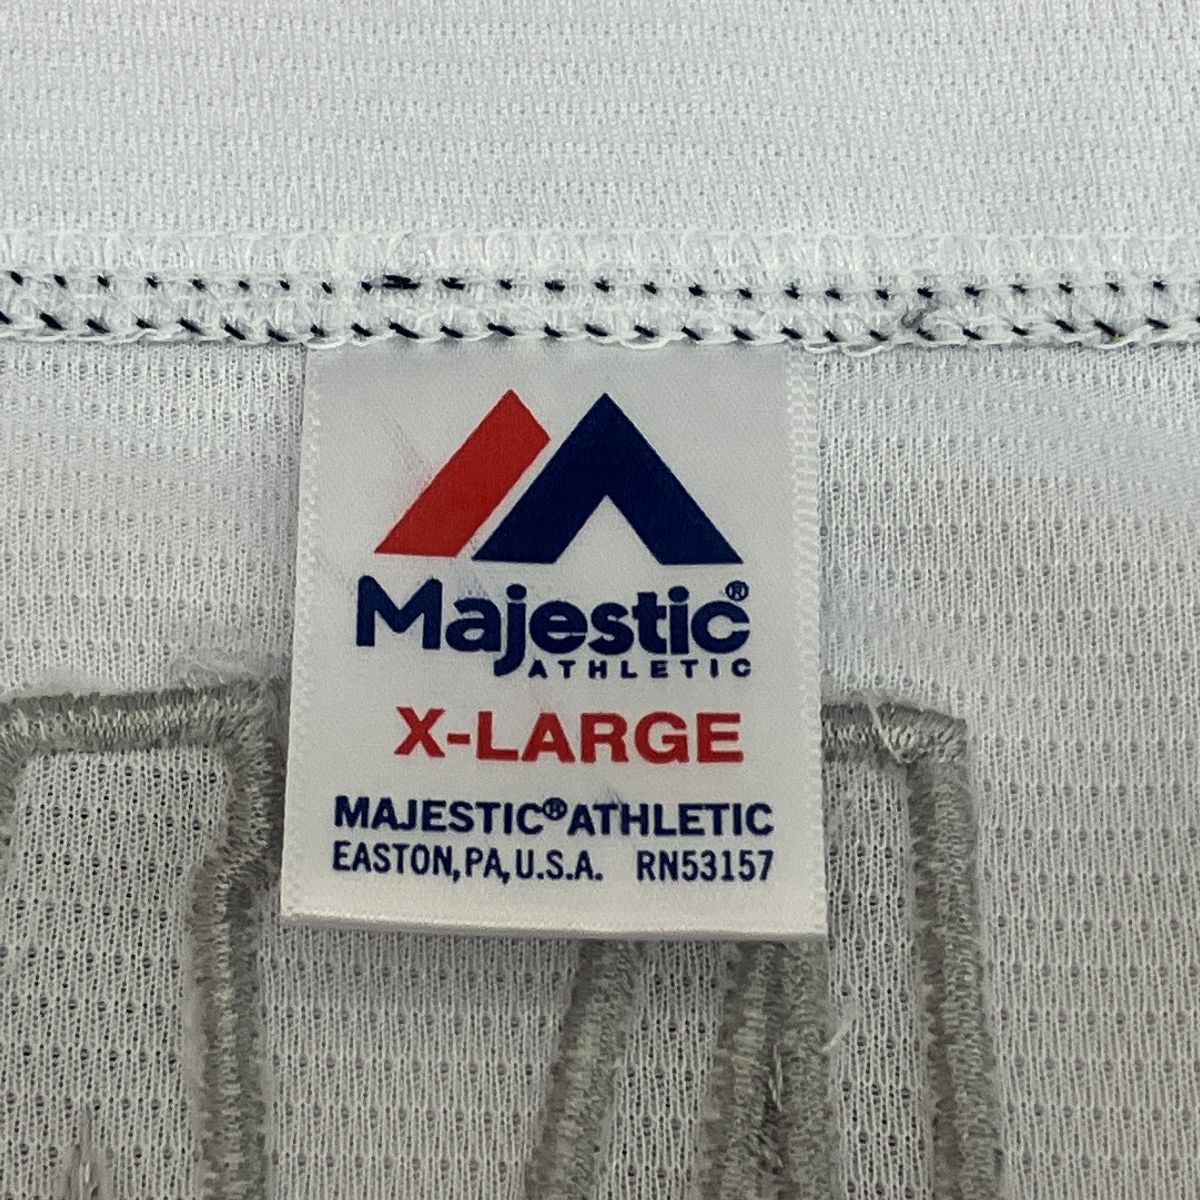 Majestic®
ATHLETIC
X-LARGE
MAJESTIC®ATHLETIC
EASTON, PA, U.S.A. RN53157